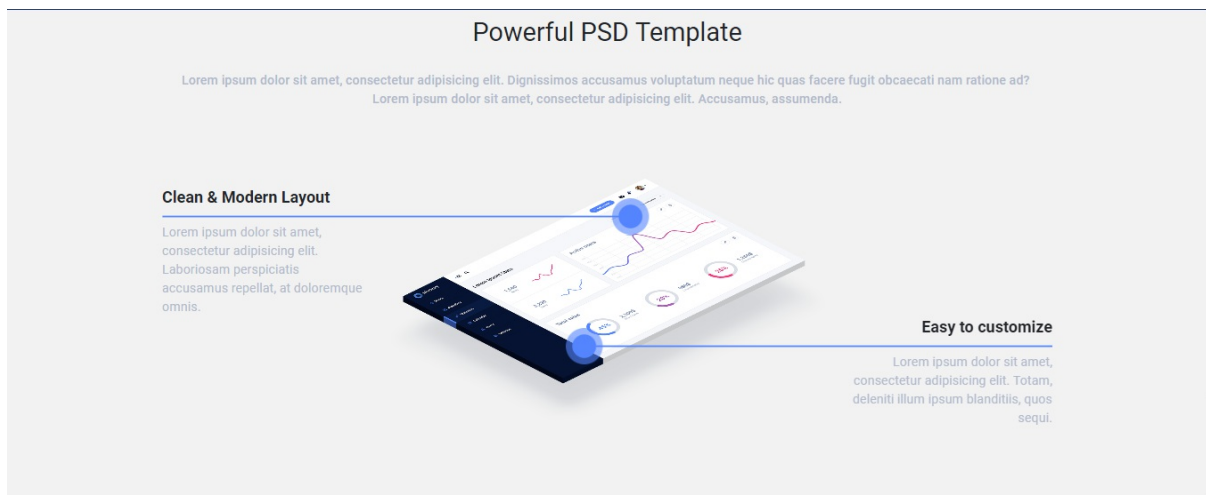 Powerful PSD Template
Lorem ipsum dolor sit amet, consectetur adipisicing elit. Dignissimos accusamus voluptatum neque hic quas facere fugit obcaecati nam ratione ad?
Lorem ipsum dolor sit amet, consectetur adipisicing elit. Accusamus, assumenda.
Clean & Modern Layout
Lorem ipsum dolor sit amet,
consectetur adipisicing elit.
Laboriosam perspiciatis
accusamus repellat, at doloremque
omnis.
Easy to customize
Lorem ipsum dolor sit amet,
consectetur adipisicing elit. Totam,
deleniti illum ipsum blanditiis, quos
sequi.